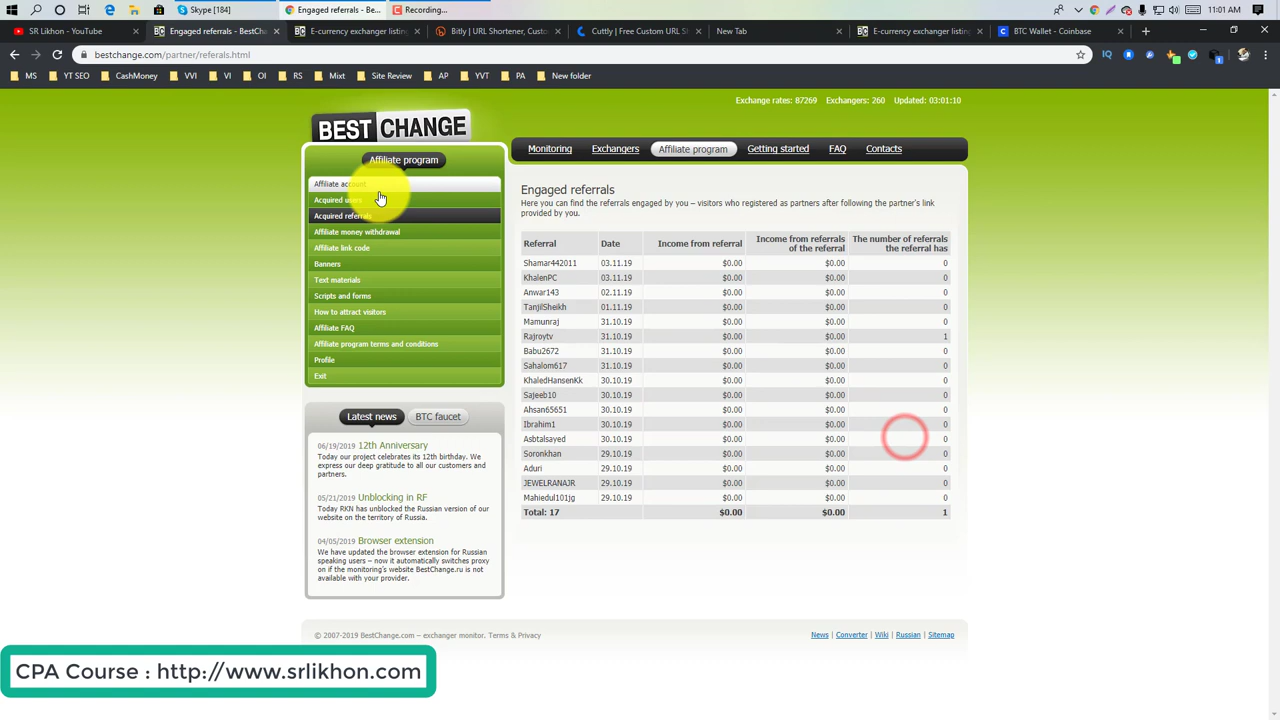 Skype [184]
Engaged referrals - Best...
Recording...
11:01 AM
SR Likhon - YouTube
Engaged referrals - BestChange
E-currency exchanger listing
Bitly | URL Shortener, Custom
Cuttly | Free Custom URL S
New Tab
E-currency exchanger listing
BTC Wallet - Coinbase
bestchange.com/partner/referrals.html
MS
YT SEO
CashMoney
VVI
VI
OI
RS
Mixt
Site Review
AP
YVT
PA
New folder
Exchange rates: 87269 Exchangers: 260 Updated: 03:01:10
BESTCHANGE
Monitoring
Exchangers
Affiliate program
Getting started
FAQ
Contacts
Affiliate program
Affiliate account
Acquired users
Acquired referrals
Affiliate money withdrawal
Affiliate link code
Banners
Text materials
Scripts and forms
How to attract visitors
Affiliate FAQ
Affiliate program terms and conditions
Profile
Exit
Latest news
BTC faucet
06/19/2019 12th Anniversary
Today our project celebrates its 12th birthday. We
express our deep gratitude to all our customers and
partners.
05/21/2019 Unblocking in RF
Today RKN has unblocked the Russian version of our
website on the territory of Russia.
04/05/2019 Browser extension
We have updated the browser extension for Russian
speaking users – now it automatically switches proxy
on if the monitoring's website BestChange.ru is not
available with your provider.
Engaged referrals
Here you can find the referrals engaged by you – visitors who registered as partners after following the partner's link
provided by you.
Referral Date Income from referral Income from referrals of the referral The number of referrals the referral has
Shamar442011 03.11.19 $0.00 $0.00 0
KhalenPC 03.11.19 $0.00 $0.00 0
Anwar143 02.11.19 $0.00 $0.00 0
TanjilSheikh 01.11.19 $0.00 $0.00 0
Mamunraj 31.10.19 $0.00 $0.00 0
Rajroytv 31.10.19 $0.00 $0.00 1
Babu2672 31.10.19 $0.00 $0.00 0
Sahalom617 31.10.19 $0.00 $0.00 0
KhaledHansenKk 30.10.19 $0.00 $0.00 0
Sajeeb10 30.10.19 $0.00 $0.00 0
Ahsan65651 30.10.19 $0.00 $0.00 0
Ibrahim1 30.10.19 $0.00 $0.00 0
Asbtalsayed 30.10.19 $0.00 $0.00 0
Soronkhan 29.10.19 $0.00 $0.00 0
Aduri 29.10.19 $0.00 $0.00 0
JEWELRANAJR 29.10.19 $0.00 $0.00 0
Mahiedul101jg 29.10.19 $0.00 $0.00 0
Total: 17 $0.00 $0.00 1
© 2007-2019 BestChange.com – exchanger monitor. Terms & Privacy
News
Converter
Wiki
Russian
Sitemap
CPA Course : http://www.srlikhon.com